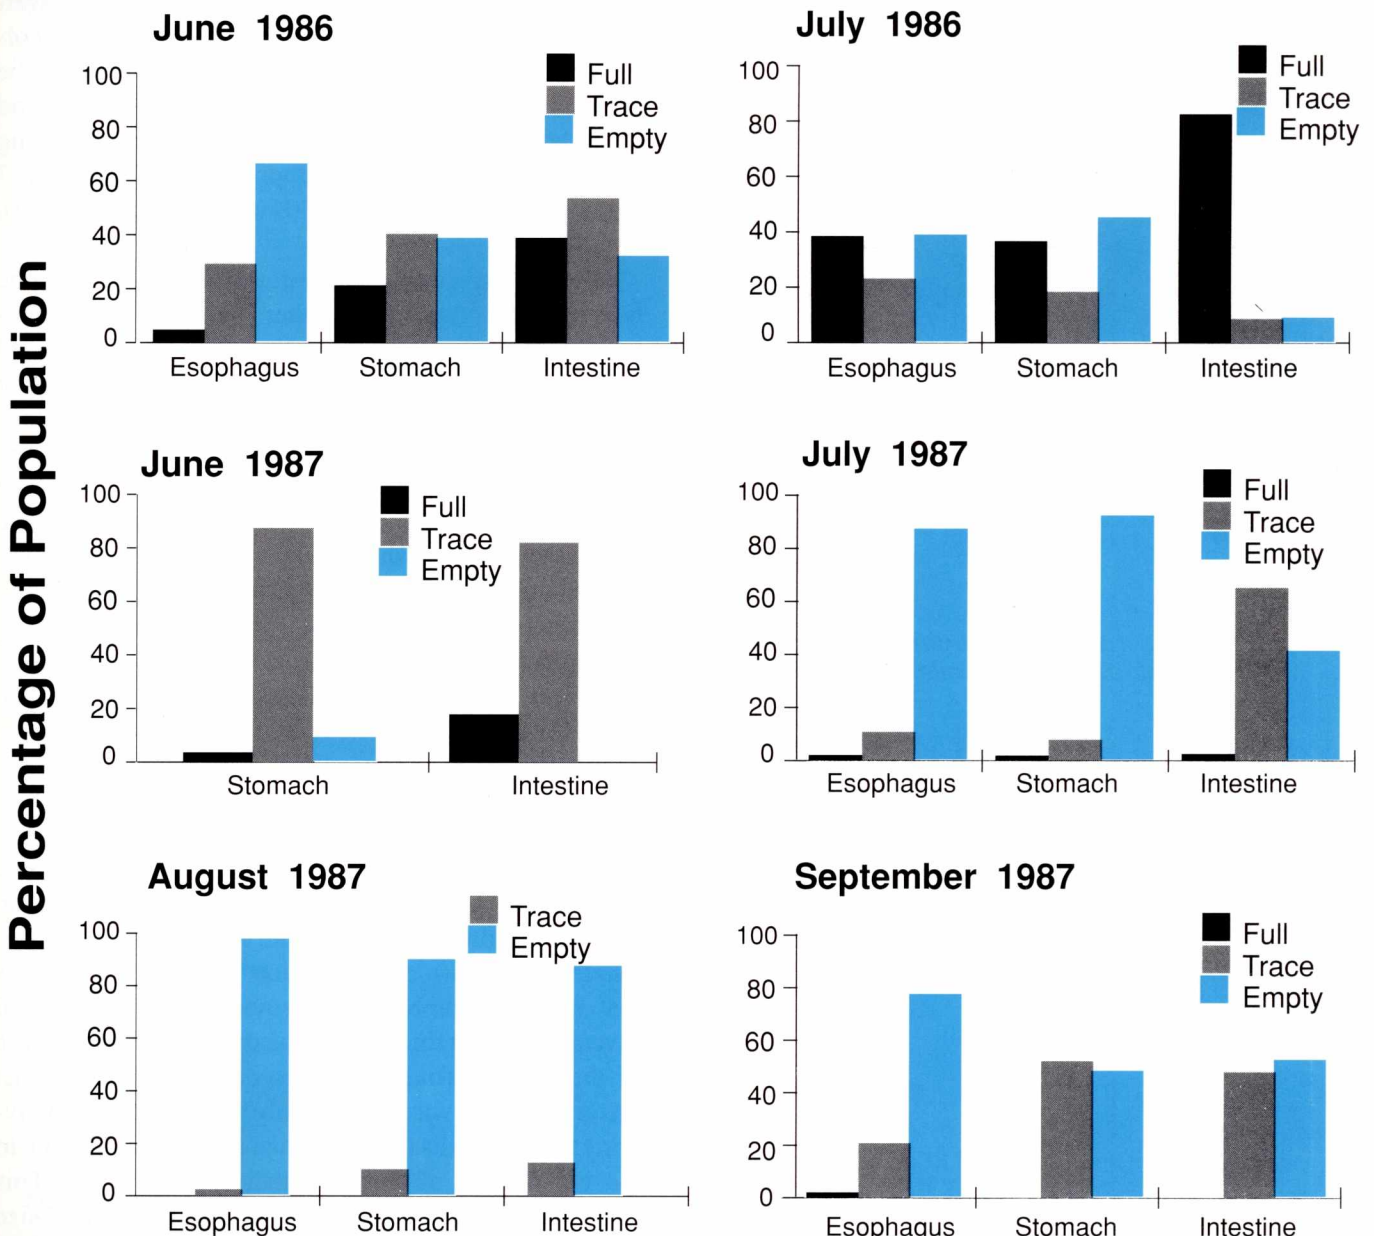 Percentage of Population
June 1986
100
80
60
40
20
0
Full
Trace
Empty
Esophagus
Stomach
Intestine
July 1986
100
80
60
40
20
0
Full
Trace
Empty
Esophagus
Stomach
Intestine
June 1987
100
80
60
40
20
0
Full
Trace
Empty
Stomach
Intestine
July 1987
100
80
60
40
20
0
Full
Trace
Empty
Esophagus
Stomach
Intestine
August 1987
100
80
60
40
20
0
Trace
Empty
Esophagus
Stomach
Intestine
September 1987
100
80
60
40
20
0
Full
Trace
Empty
Esophagus
Stomach
Intestine